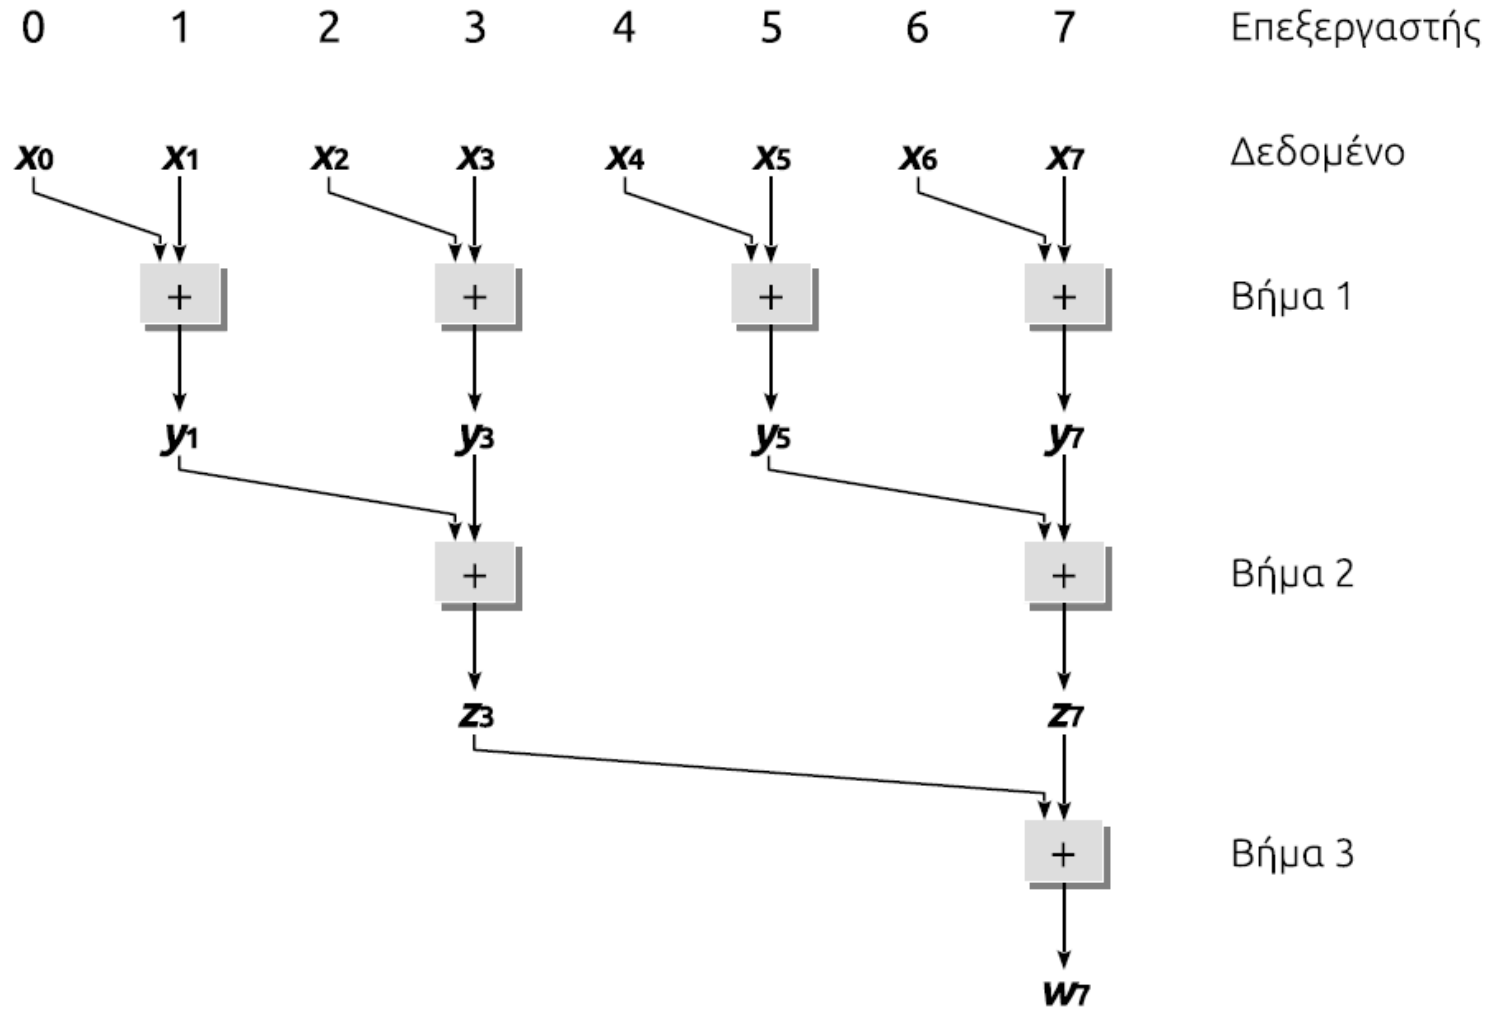 0 1 2 3 4 5 6 7 Επεξεργαστής
x0 x1 x2 x3 x4 x5 x6 x7 Δεδομένο
+ + + + Βήμα 1
y1 y3 y5 y7
+ + Βήμα 2
z3 z7
+ Βήμα 3
w7